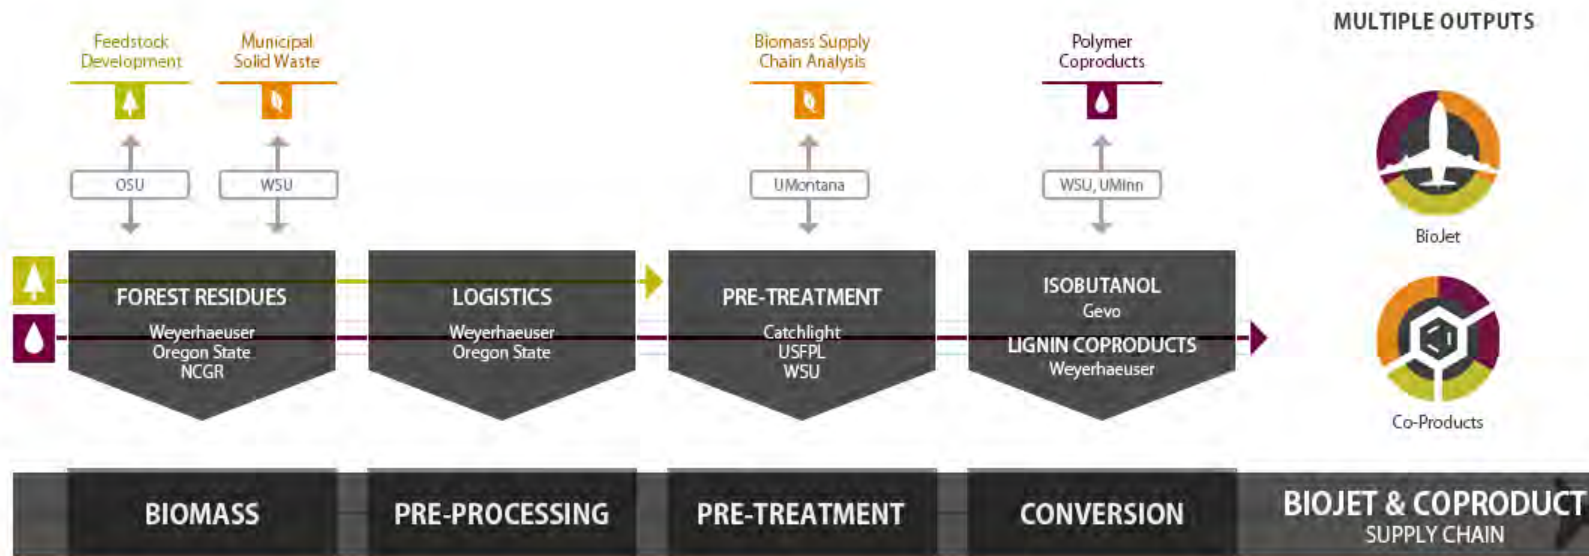 MULTIPLE OUTPUTS
Feedstock
Development
Municipal
Solid Waste
Biomass Supply
Chain Analysis
Polymer
Coproducts
OSU
WSU
UMontana
WSU, UMinn
BioJet
FOREST RESIDUES
Weyerhaeuser
Oregon State
NCGR
LOGISTICS
Weyerhaeuser
Oregon State
PRE-TREATMENT
Catchlight
USFPL
WSU
ISOBUTANOL
Gevo
LIGNIN COPRODUCTS
Weyerhaeuser
Co-Products
BIOMASS
PRE-PROCESSING
PRE-TREATMENT
CONVERSION
BIOJET & COPRODUCT
SUPPLY CHAIN